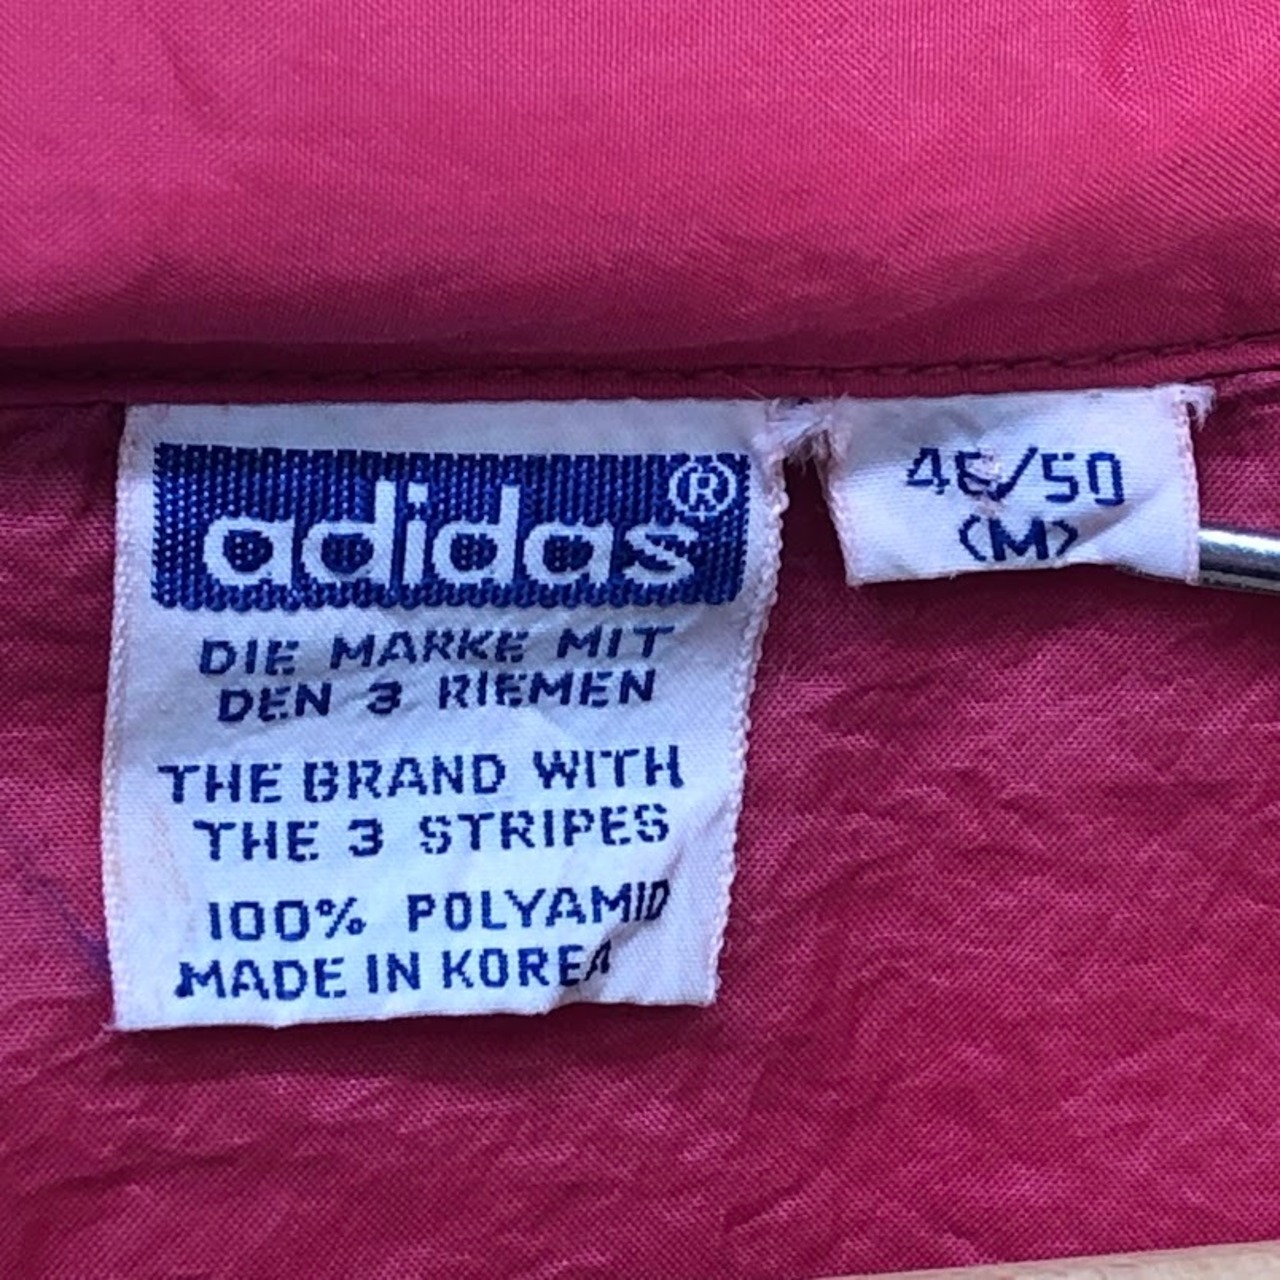 adidas®
DIE MARKE MIT
DEN 3 RIEMEN
THE BRAND WITH
THE 3 STRIPES
100% POLYAMID
MADE IN KOREA
46/50
(M)